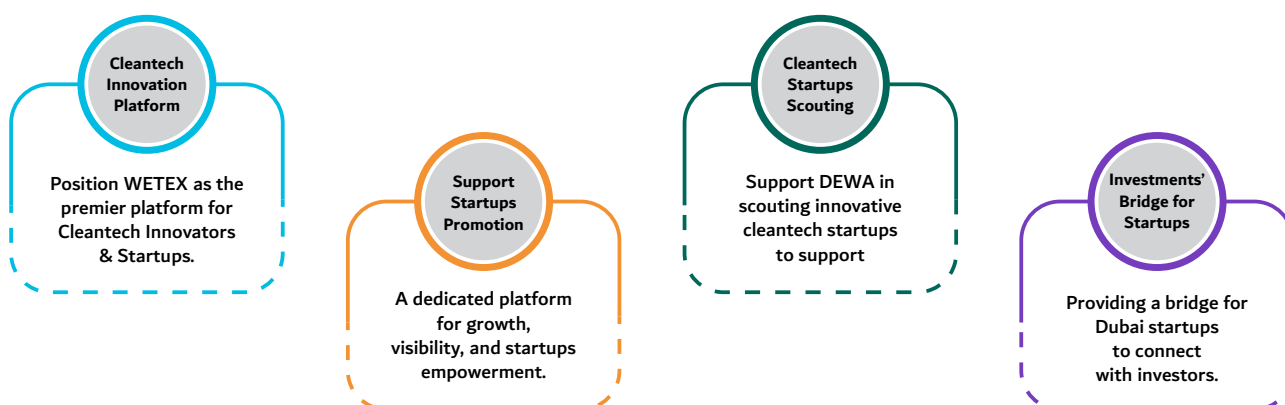 Cleantech
Innovation
Platform
Position WETEX as the
premier platform for
Cleantech Innovators
& Startups.
Support
Startups
Promotion
A dedicated platform
for growth,
visibility, and startups
empowerment.
Cleantech
Startups
Scouting
Support DEWA in
scouting innovative
cleantech startups
to support
Investments’
Bridge for
Startups
Providing a bridge for
Dubai startups
to connect
with investors.